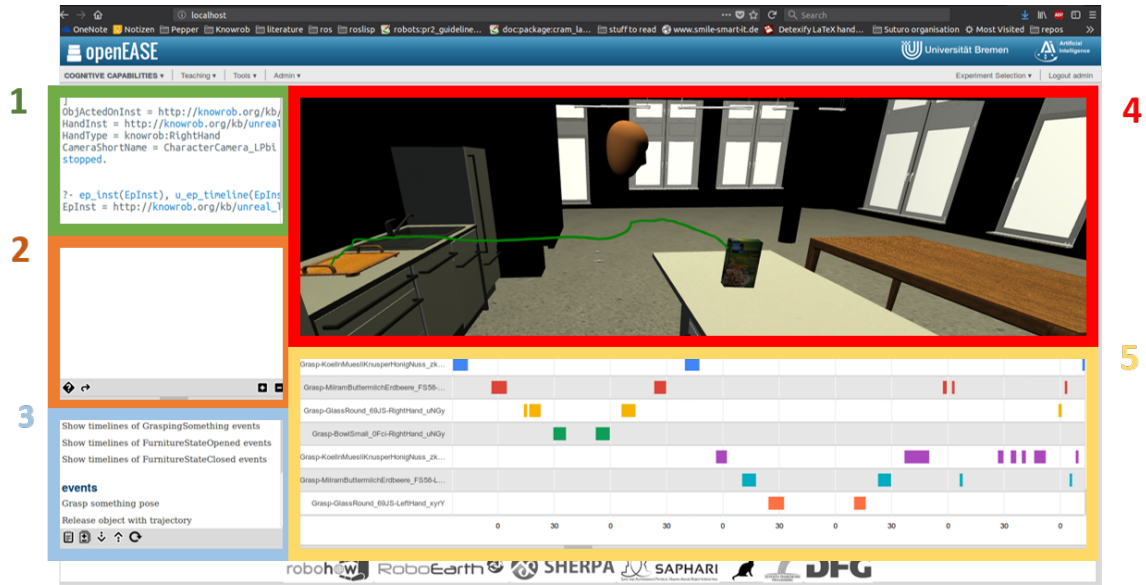 localhost
Search
OneNote Notizen Pepper Knowrob literature ros roslisp robots:pr2_guideline... doc:package:cram_la... stuff to read www.smile-smart-it.de Detexify LaTeX hand... Suturo organisation Most Visited repos
openEASE
Universität Bremen
Artificial Intelligence
COGNITIVE CAPABILITIES Teaching Tools Admin Experiment Selection Logout admin
1
]
ObjActedOnInst = http://knowrob.org/kb/
HandInst = http://knowrob.org/kb/unreal
HandType = knowrob:RightHand
CameraShortName = CharacterCamera_LPbi
stopped.
?- ep_inst(EpInst), u_ep_timeline(EpIns
EpInst = http://knowrob.org/kb/unreal_l
2
3
Show timelines of GraspingSomething events
Show timelines of FurnitureStateOpened events
Show timelines of FurnitureStateClosed events
events
Grasp something pose
Release object with trajectory
4
5
Grasp-KoellnMuesliKnusperHonigNuss_zk...
Grasp-MilramButtermilchErdbeere_FS56-...
Grasp-GlassRound_69JS-RightHand_uNGy
Grasp-BowlSmall_0Fci-RightHand_uNGy
Grasp-KoellnMuesliKnusperHonigNuss_zk...
Grasp-MilramButtermilchErdbeere_FS56-L...
Grasp-GlassRound_69JS-LeftHand_xyrY
0 30 0 30 0 30 0 30 0 30 0
robohow RoboEarth SHERPA SAPHARI DFG